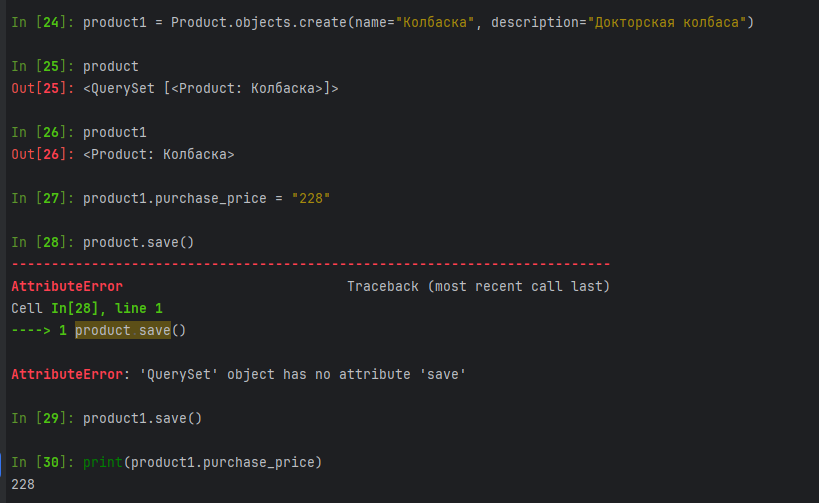 In [24]: product1 = Product.objects.create(name="Колбаска", description="Докторская колбаса")
In [25]: product
Out[25]: <QuerySet [<Product: Колбаска>]>
In [26]: product1
Out[26]: <Product: Колбаска>
In [27]: product1.purchase_price = "228"
In [28]: product.save()
---------------------------------------------------------------------------
AttributeError                            Traceback (most recent call last)
Cell In[28], line 1
----> 1 product.save()
AttributeError: 'QuerySet' object has no attribute 'save'
In [29]: product1.save()
In [30]: print(product1.purchase_price)
228